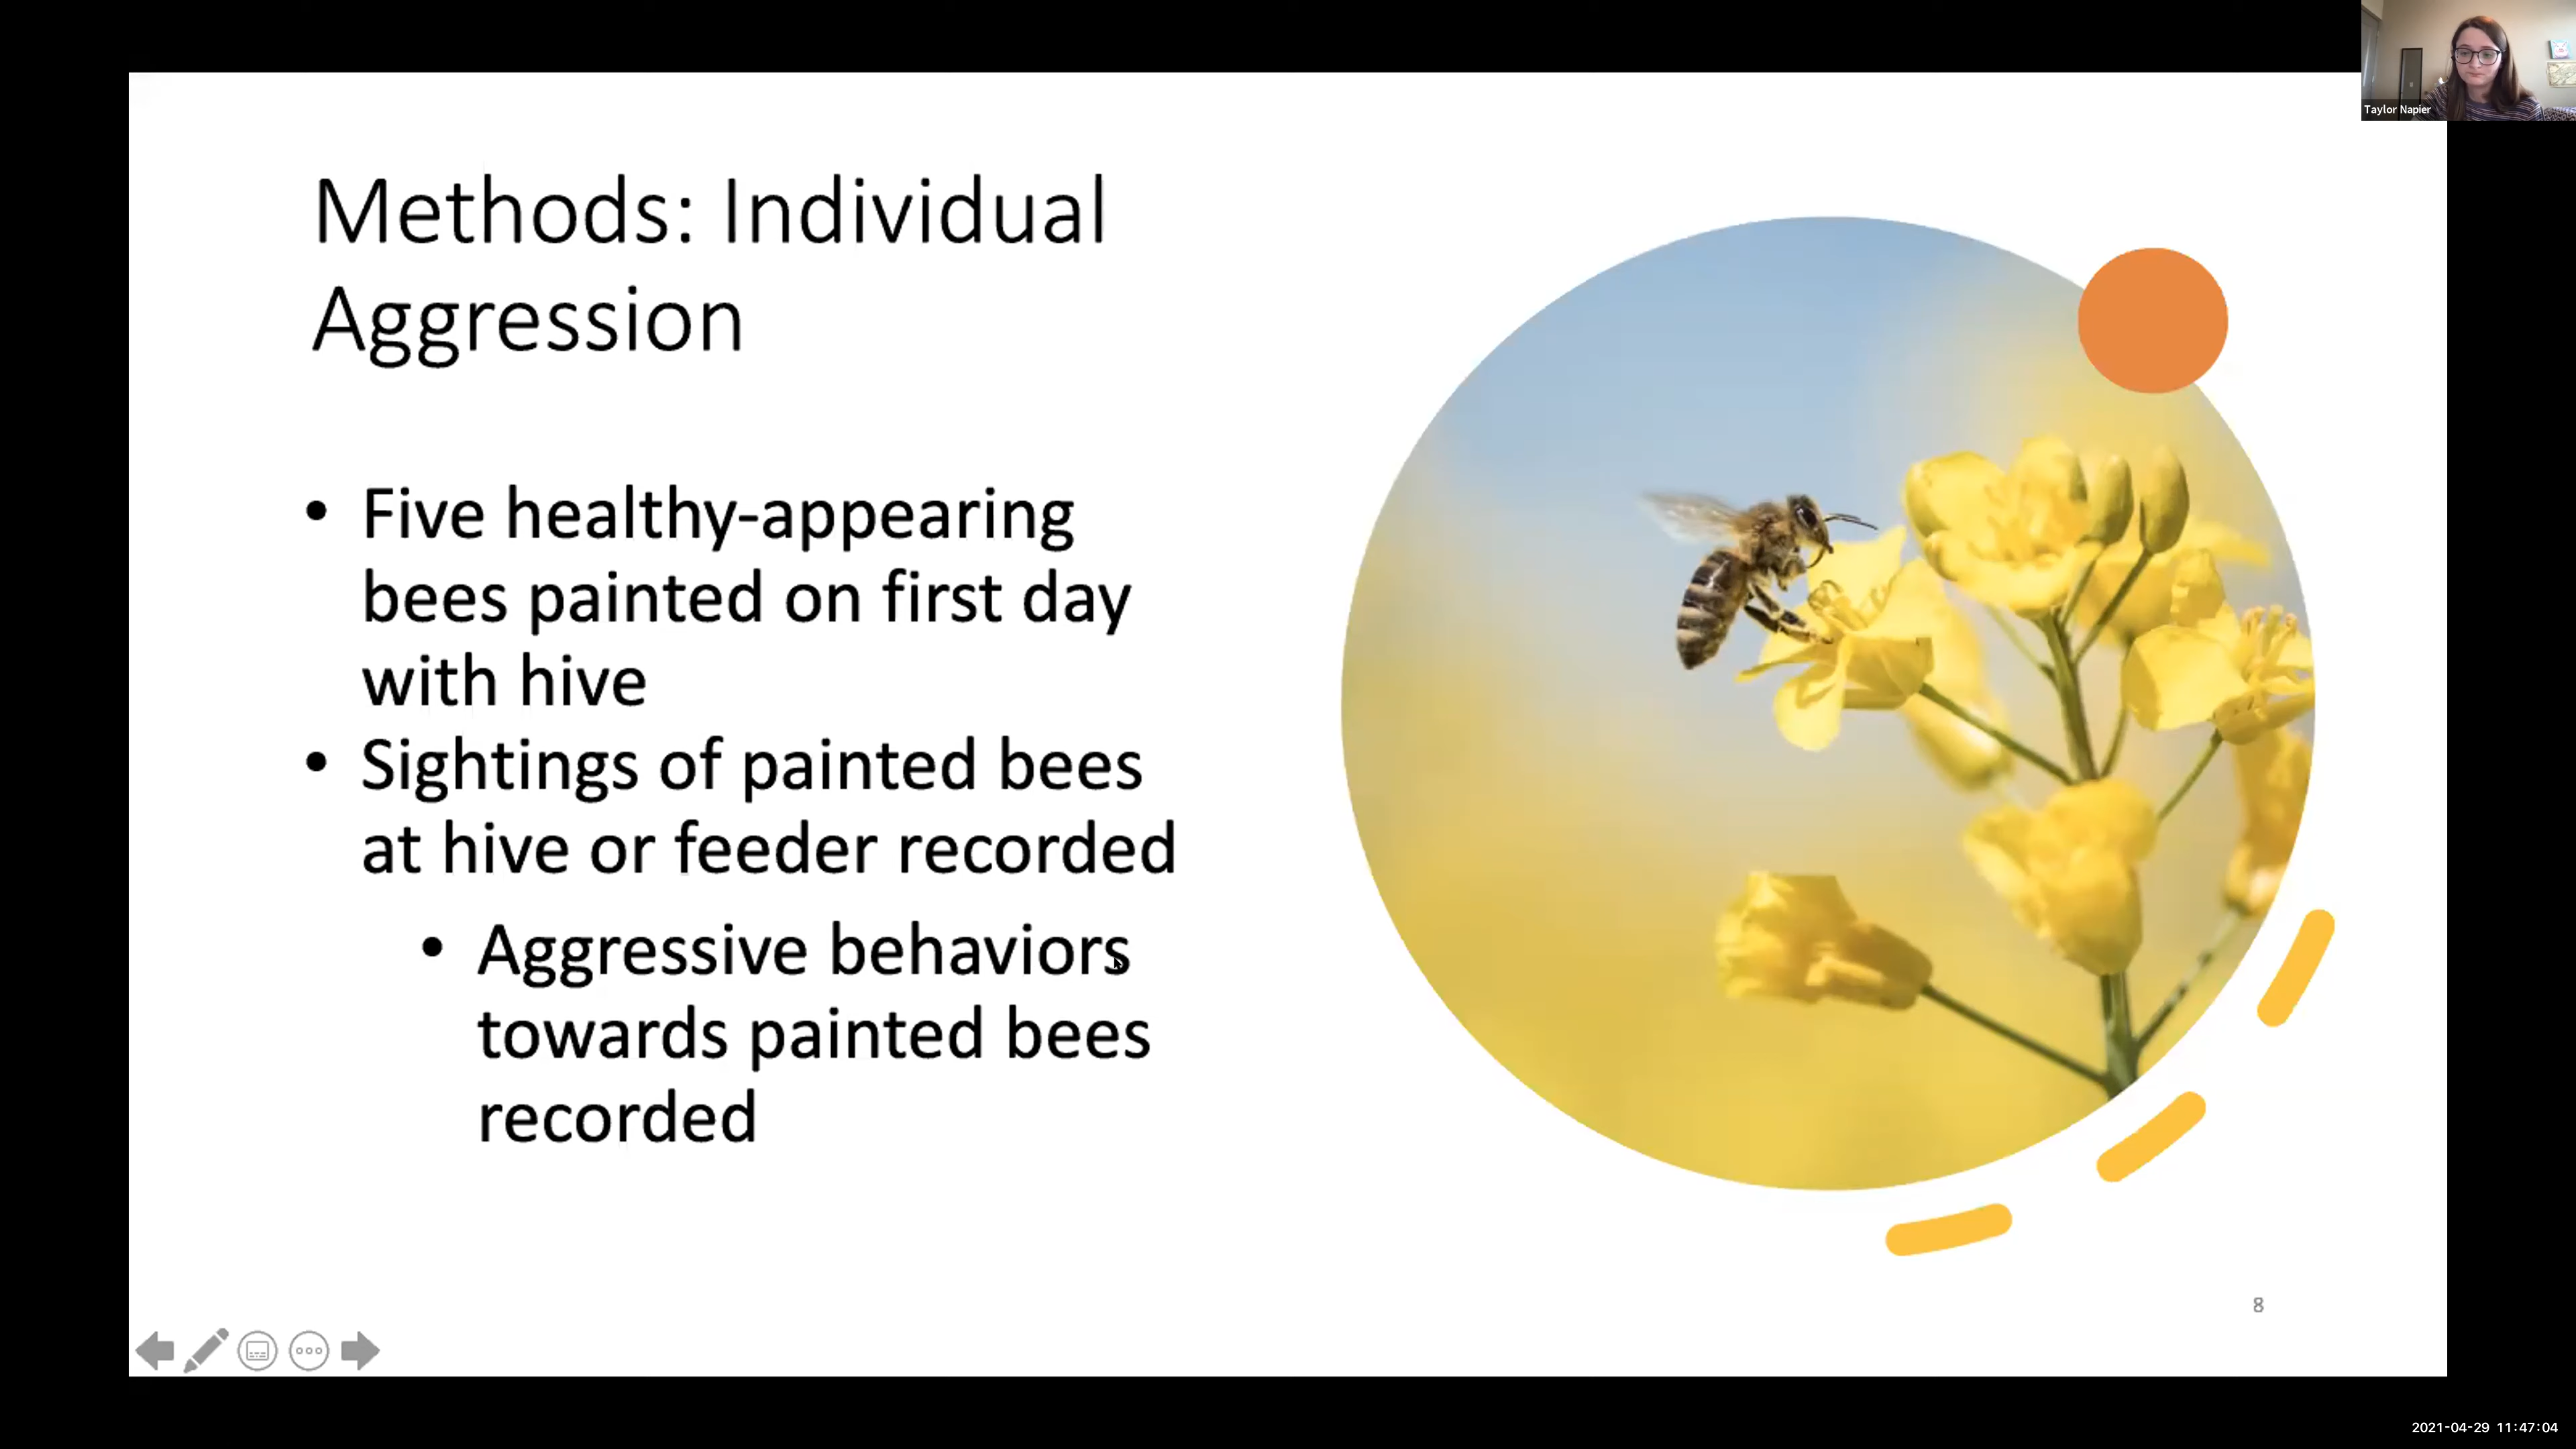 Taylor Napier
Methods: Individual
Aggression
• Five healthy-appearing
bees painted on first day
with hive
• Sightings of painted bees
at hive or feeder recorded
• Aggressive behaviors
towards painted bees
recorded
8
2021-04-29 11:47:04